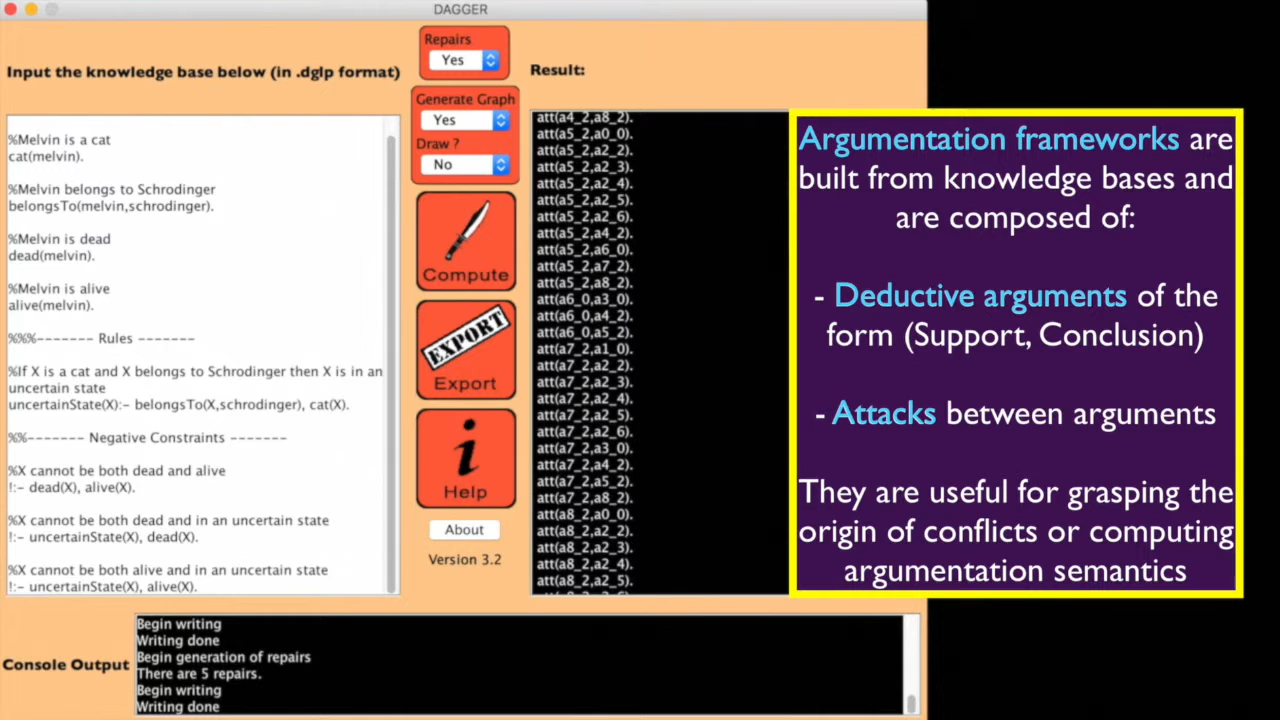 DAGGER
Input the knowledge base below (in .dglp format)
%Melvin is a cat
cat(melvin).
%Melvin belongs to Schrodinger
belongsTo(melvin,schrodinger).
%Melvin is dead
dead(melvin).
%Melvin is alive
alive(melvin).
%%%------- Rules -------
%If X is a cat and X belongs to Schrodinger then X is in an
uncertain state
uncertainState(X):- belongsTo(X,schrodinger), cat(X).
%%------- Negative Constraints -------
%X cannot be both dead and alive
!:- dead(X), alive(X).
%X cannot be both dead and in an uncertain state
!:- uncertainState(X), dead(X).
%X cannot be both alive and in an uncertain state
!:- uncertainState(X), alive(X).
Repairs
Yes
Generate Graph
Yes
Draw ?
No
Compute
EXPORT
Export
i
Help
About
Version 3.2
Result:
att(a4_2,a8_2).
att(a5_2,a0_0).
att(a5_2,a2_2).
att(a5_2,a2_3).
att(a5_2,a2_4).
att(a5_2,a2_5).
att(a5_2,a2_6).
att(a5_2,a4_2).
att(a5_2,a6_0).
att(a5_2,a7_2).
att(a5_2,a8_2).
att(a6_0,a3_0).
att(a6_0,a4_2).
att(a6_0,a5_2).
att(a7_2,a1_0).
att(a7_2,a2_2).
att(a7_2,a2_3).
att(a7_2,a2_4).
att(a7_2,a2_5).
att(a7_2,a2_6).
att(a7_2,a3_0).
att(a7_2,a4_2).
att(a7_2,a5_2).
att(a7_2,a8_2).
att(a8_2,a0_0).
att(a8_2,a2_2).
att(a8_2,a2_3).
att(a8_2,a2_4).
att(a8_2,a2_5).
Argumentation frameworks are
built from knowledge bases and
are composed of:
- Deductive arguments of the
form (Support, Conclusion)
- Attacks between arguments
They are useful for grasping the
origin of conflicts or computing
argumentation semantics
Console Output
Begin writing
Writing done
Begin generation of repairs
There are 5 repairs.
Begin writing
Writing done